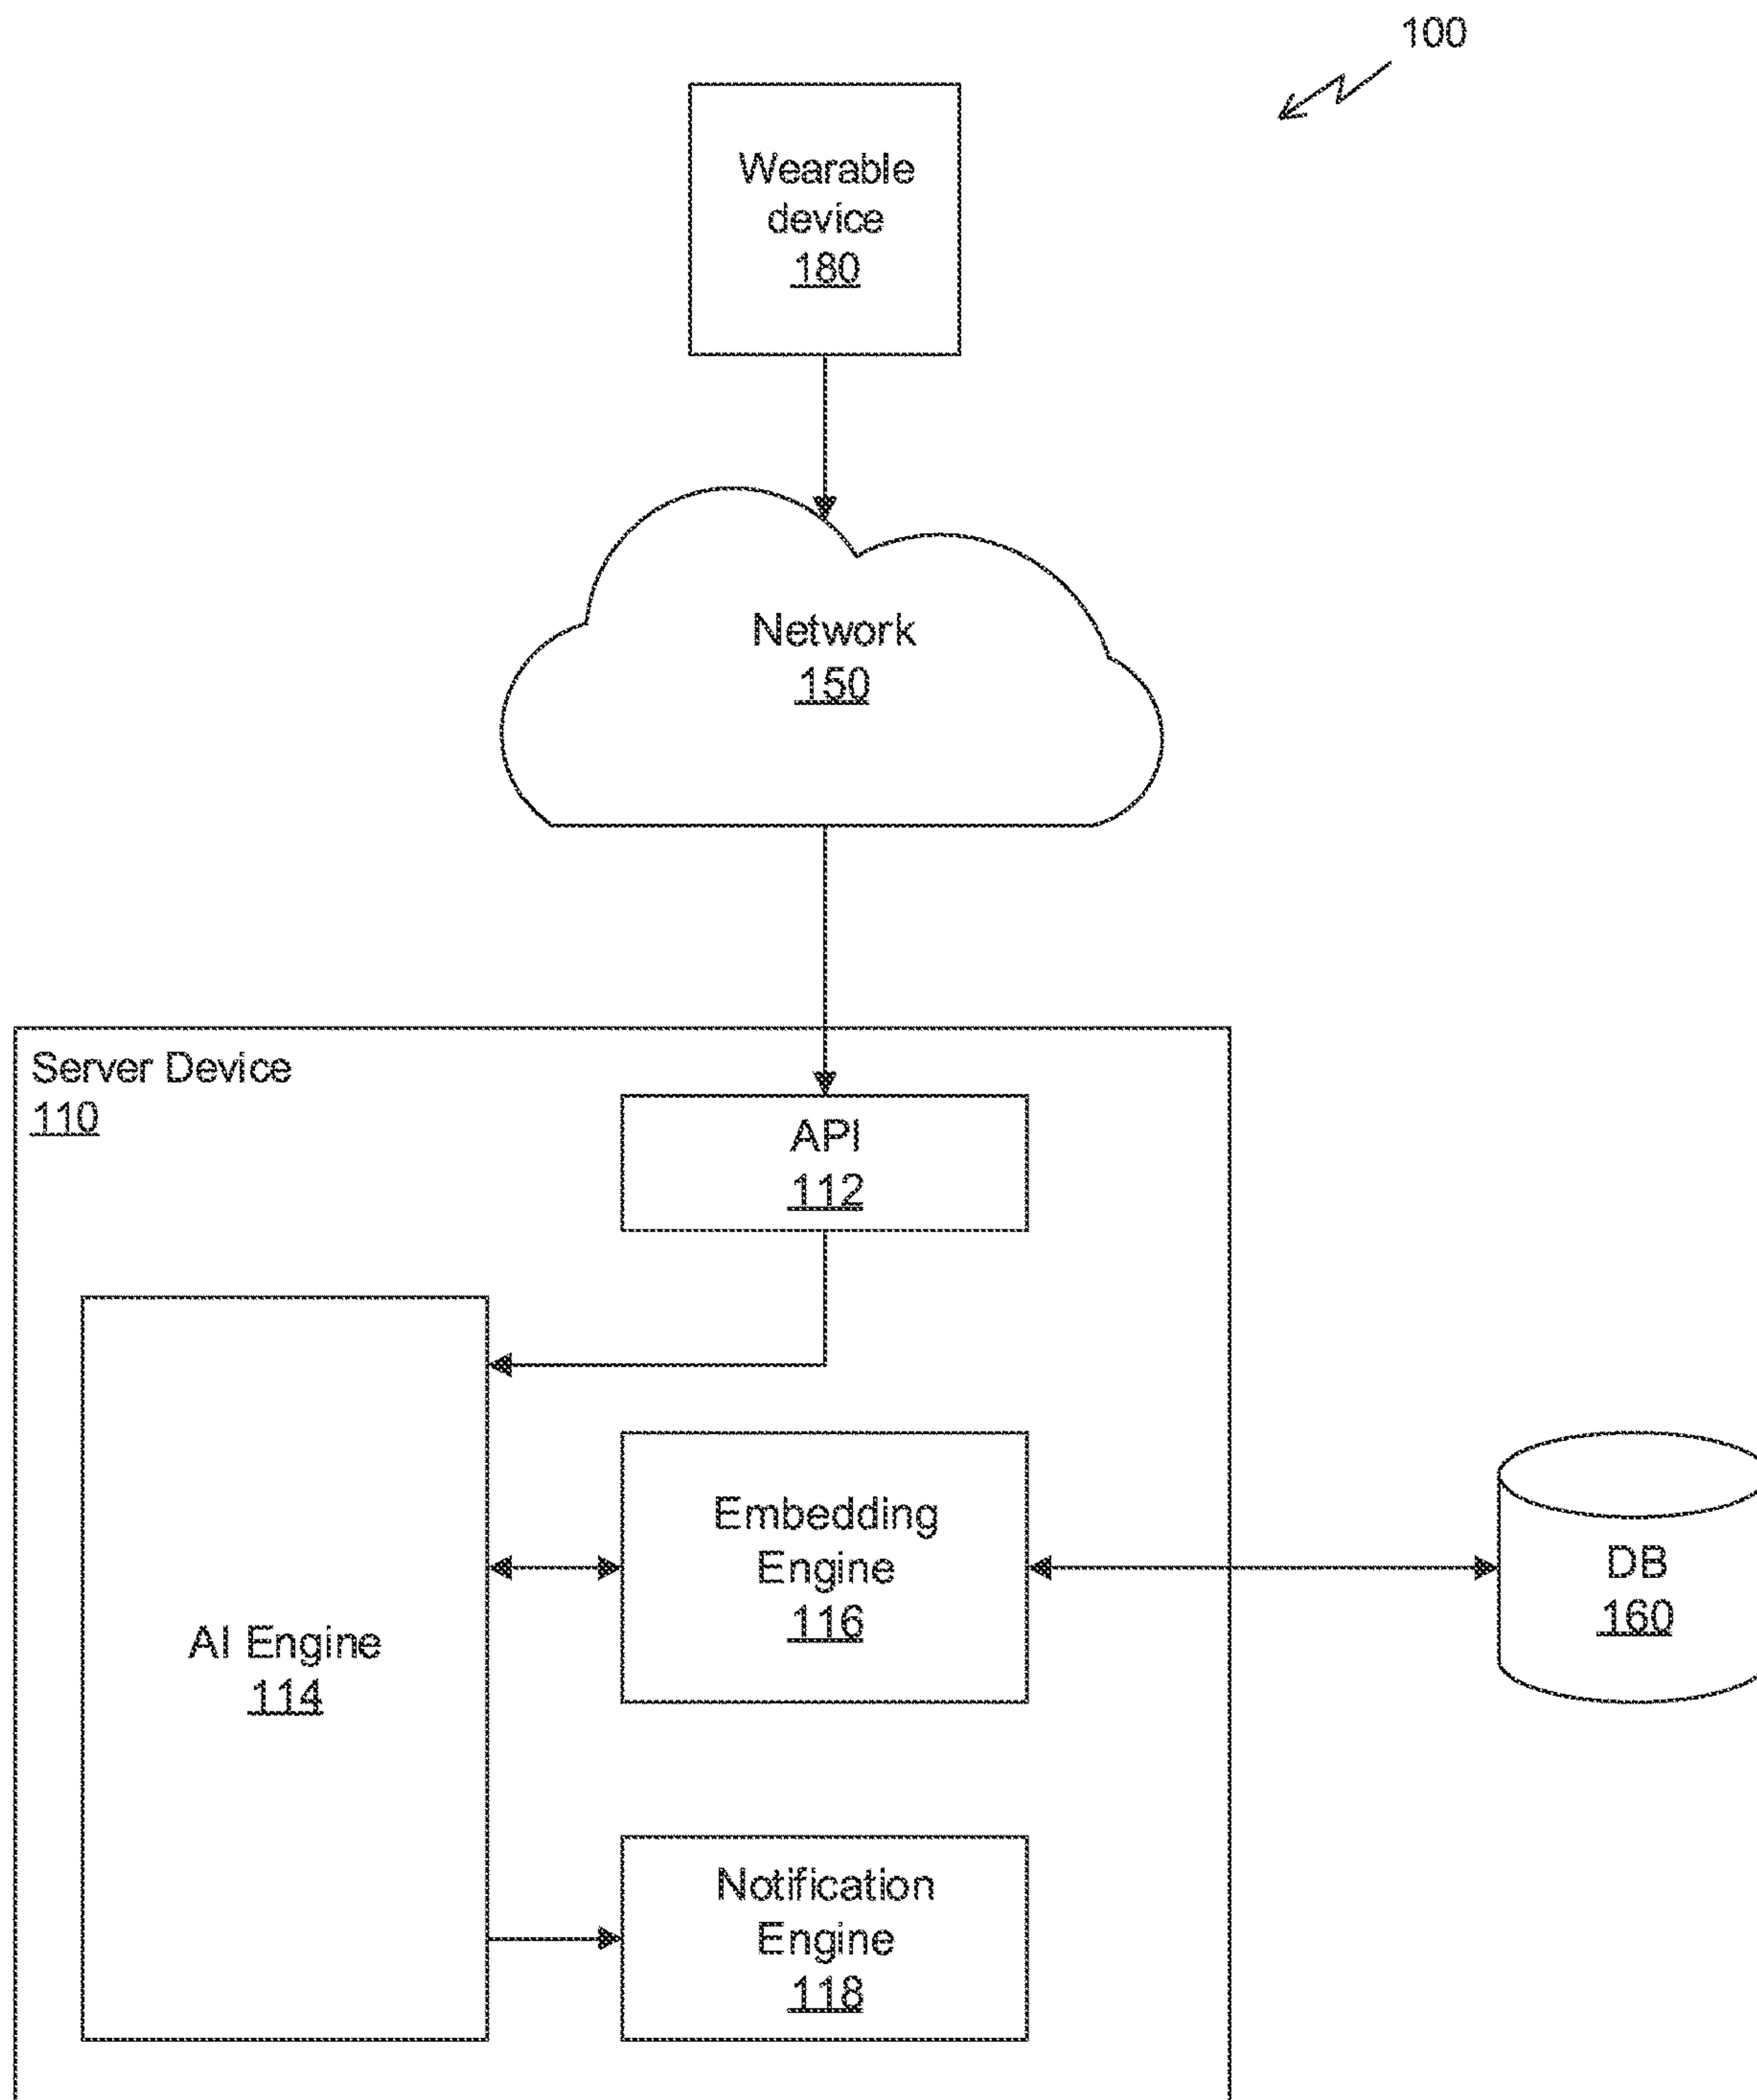 100
Wearable
device
180
Network
150
Server Device
110
API
112
Embedding
Engine
116
DB
160
AI Engine
114
Notification
Engine
118